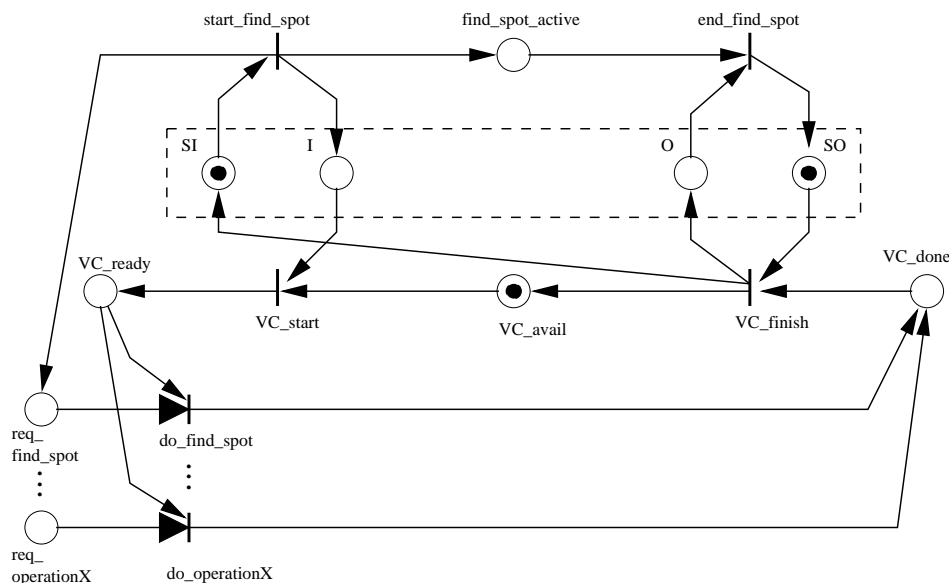 start_find_spot
find_spot_active
end_find_spot
SI
I
O
SO
VC_ready
VC_done
VC_start
VC_avail
VC_finish
req_
find_spot
do_find_spot
req_
operationX
do_operationX